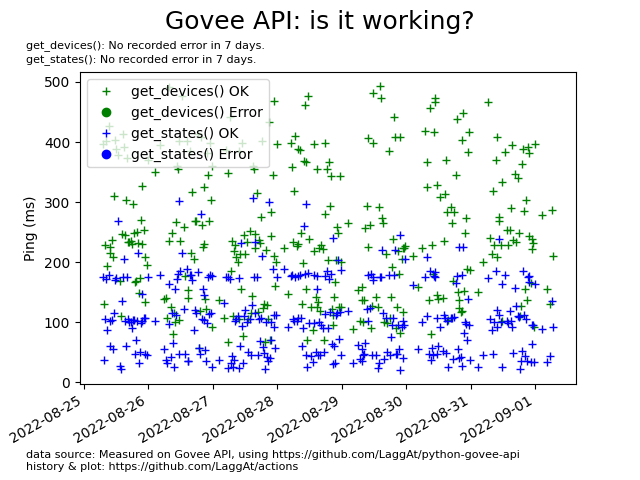 Govee API: is it working?
get_devices(): No recorded error in 7 days.
get_states(): No recorded error in 7 days.
get_devices() OK
get_devices() Error
get_states() OK
get_states() Error
Ping (ms)
500
400
300
200
100
0
2022-08-25
2022-08-26
2022-08-27
2022-08-28
2022-08-29
2022-08-30
2022-08-31
2022-09-01
data source: Measured on Govee API, using https://github.com/LaggAt/python-govee-api
history & plot: https://github.com/LaggAt/actions